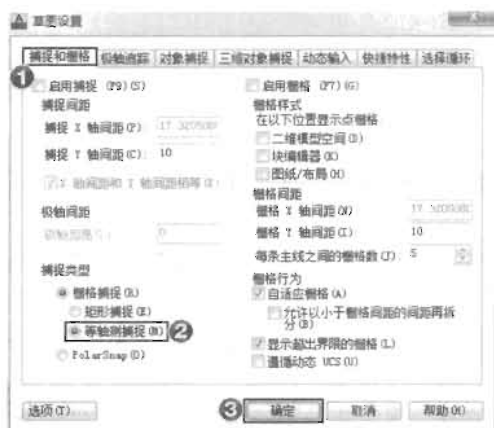 草图设置
捕捉和栅格 极轴追踪 对象捕捉 三维对象捕捉 动态输入 快捷特性 选择循环
1
启用捕捉 (F9)(S)
捕捉间距
捕捉 X 轴间距(P):
捕捉 Y 轴间距(C): 10
X 轴间距和 Y 轴间距相等(X)
极轴间距
0
捕捉类型
栅格捕捉(R)
矩形捕捉(E)
等轴测捕捉(M) 2
PolarSnap(O)
启用栅格 (F7)(G)
栅格样式
在以下位置显示点栅格
二维模型空间(D)
块编辑器(K)
图纸/布局(H)
栅格间距
栅格 X 轴间距(N)
栅格 Y 轴间距(I) 10
每条主线之间的栅格数(J): 5
栅格行为
自适应栅格(A)
允许以小于栅格间距的间距再
分(B)
显示超出界限的栅格(L)
遵循动态 UCS(U)
选项(T)... 3 确定 取消 帮助(H)